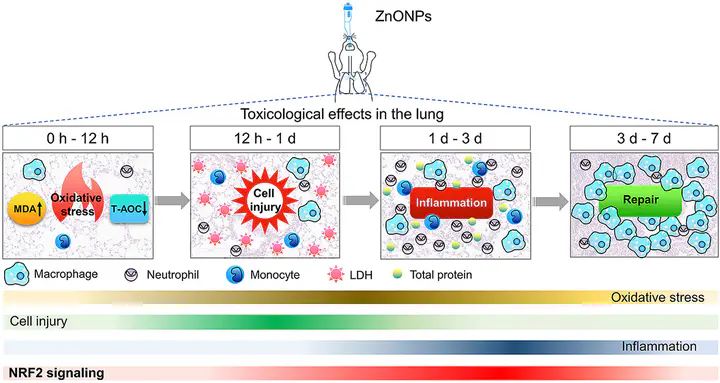 ZnONPs
Toxicological effects in the lung
0 h - 12 h
12 h - 1 d
1 d - 3 d
3 d - 7 d
MDA↑
Oxidative
stress
T-AOC↓
Cell
injury
Inflammation
Repair
Macrophage
Neutrophil
Monocyte
LDH
Total protein
Oxidative stress
Cell injury
Inflammation
NRF2 signaling